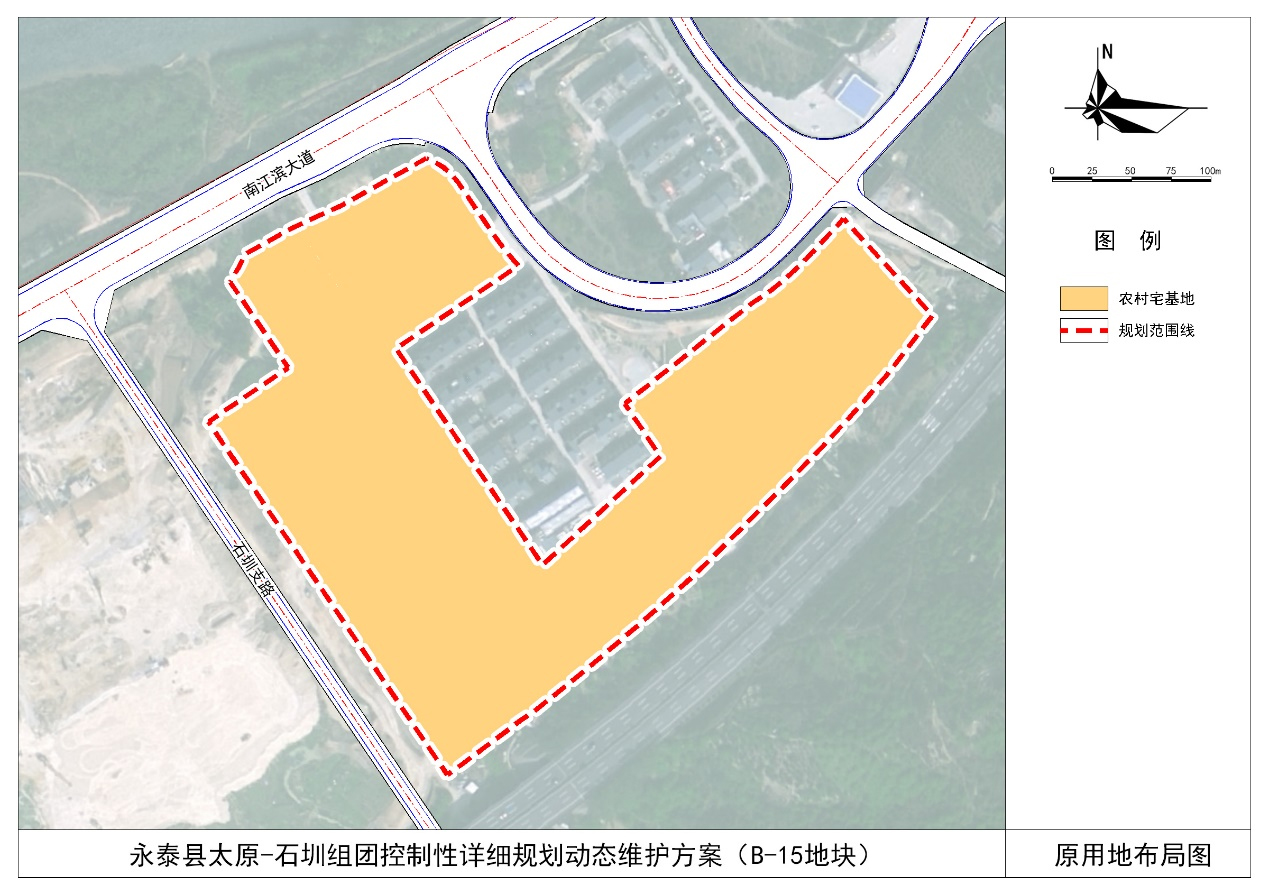 N
0 25 50 75 100m
图 例
农村宅基地
规划范围线
南江滨大道
石圳支路
永泰县太原-石圳组团控制性详细规划动态维护方案（B-15地块）
原用地布局图